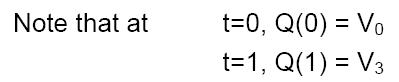 Note that at t=0, Q(0) = V₀
t=1, Q(1) = V₃